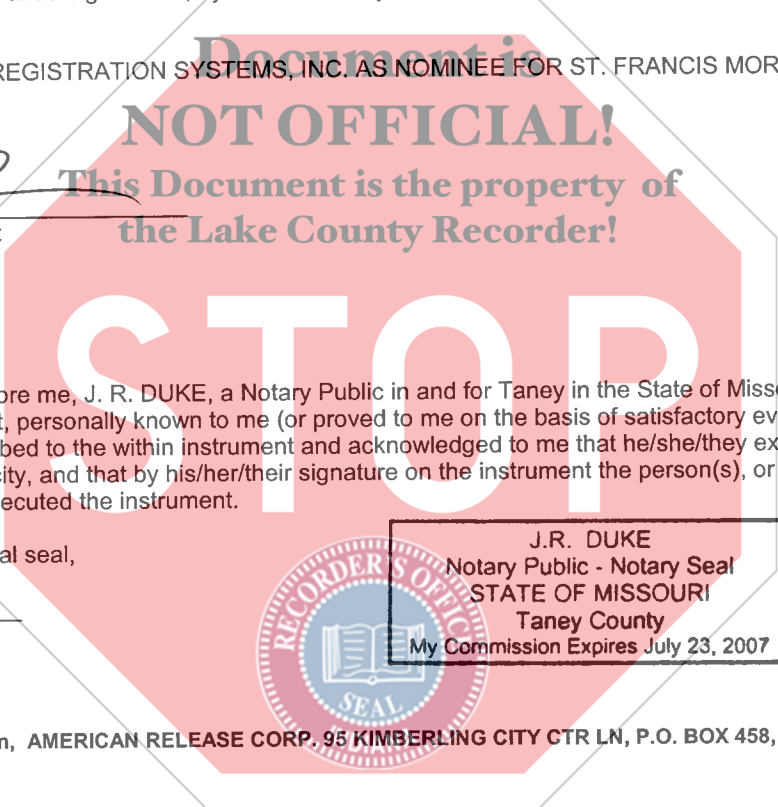 Document is
REGISTRATION SYSTEMS, INC. AS NOMINEE FOR ST. FRANCIS MOR
NOT OFFICIAL!
This Document is the property of
the Lake County Recorder!
STOP
ore me, J. R. DUKE, a Notary Public in and for Taney in the State of Misso
t, personally known to me (or proved to me on the basis of satisfactory ev
bed to the within instrument and acknowledged to me that he/she/they ex
city, and that by his/her/their signature on the instrument the person(s), or
ecuted the instrument.
al seal,
J.R. DUKE
Notary Public - Notary Seal
STATE OF MISSOURI
Taney County
My Commission Expires July 23, 2007
RECORDER'S OFFICE
SEAL
INDIANA
n, AMERICAN RELEASE CORP. 95 KIMBERLING CITY CTR LN, P.O. BOX 458,